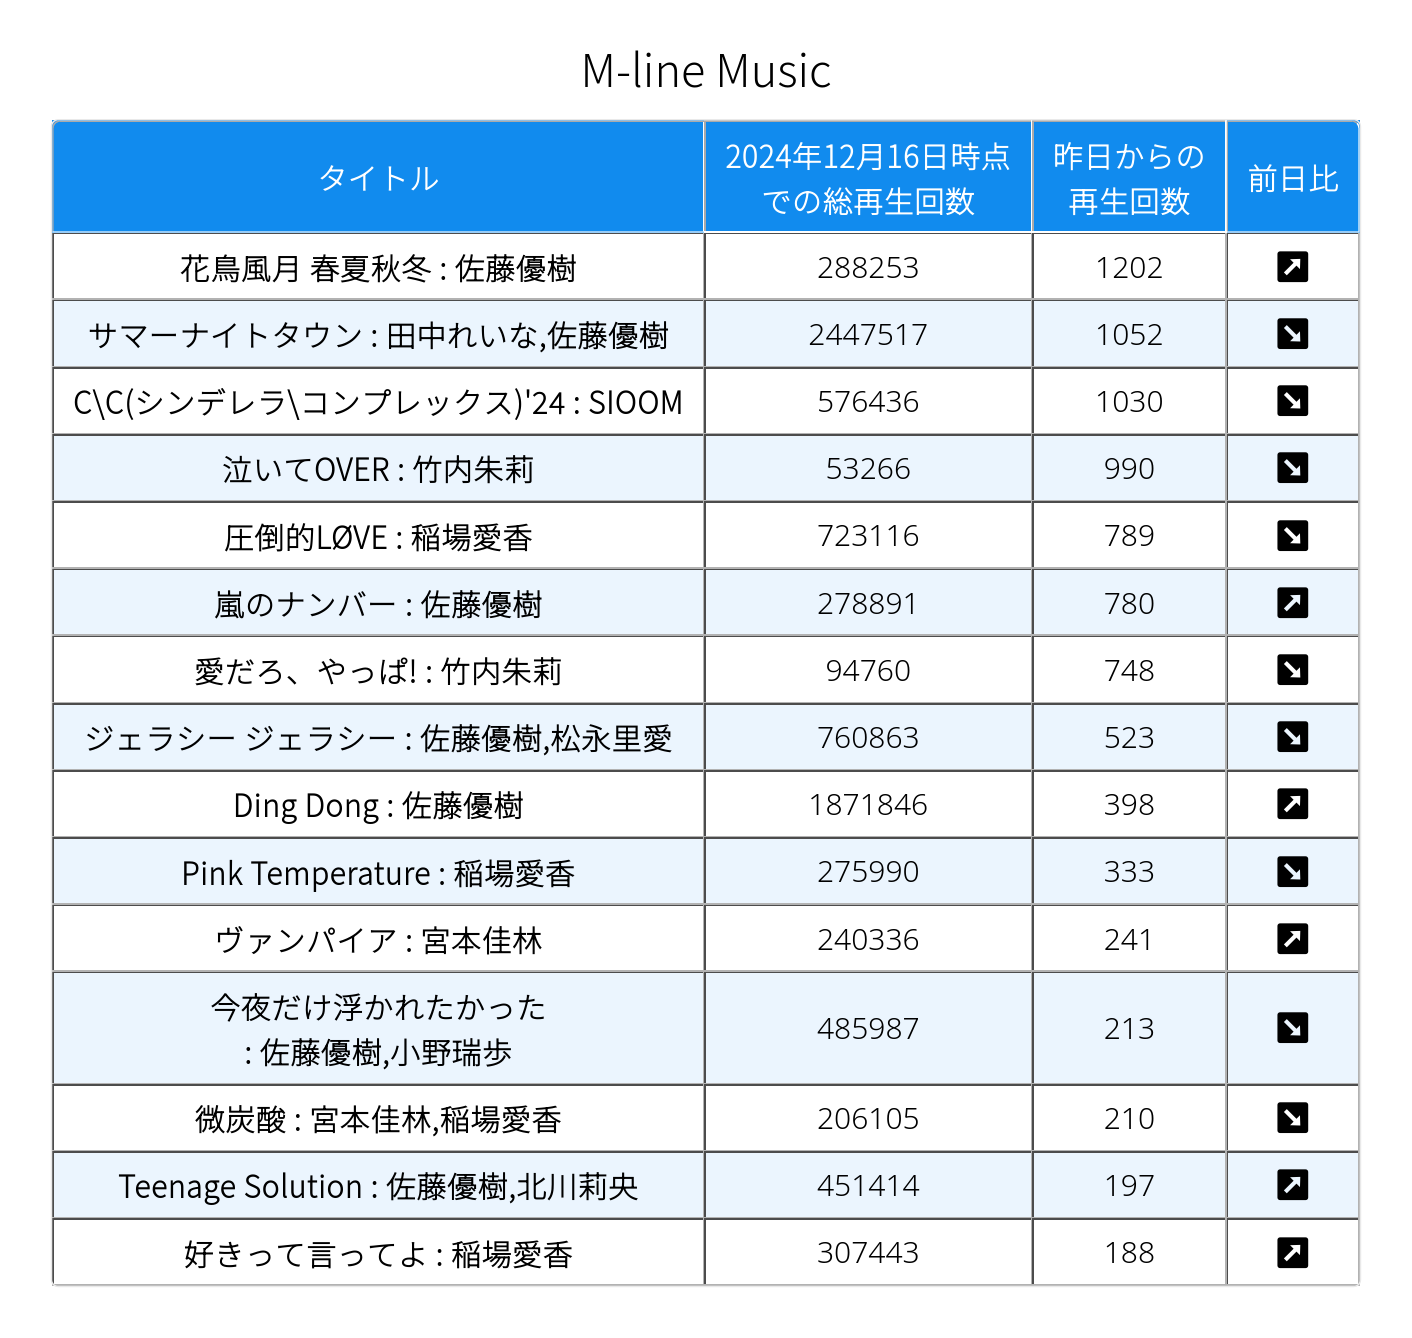 M-line Music
タイトル
2024年12月16日時点
での総再生回数
昨日からの
再生回数
前日比
花鳥風月 春夏秋冬 : 佐藤優樹 288253 1202
サマーナイトタウン : 田中れいな,佐藤優樹 2447517 1052
C\C(シンデレラ\コンプレックス)'24 : SIOOM 576436 1030
泣いてOVER : 竹内朱莉 53266 990
圧倒的LØVE : 稲場愛香 723116 789
嵐のナンバー : 佐藤優樹 278891 780
愛だろ、やっぱ! : 竹内朱莉 94760 748
ジェラシー ジェラシー : 佐藤優樹,松永里愛 760863 523
Ding Dong : 佐藤優樹 1871846 398
Pink Temperature : 稲場愛香 275990 333
ヴァンパイア : 宮本佳林 240336 241
今夜だけ浮かれたかった
: 佐藤優樹,小野瑞歩 485987 213
微炭酸 : 宮本佳林,稲場愛香 206105 210
Teenage Solution : 佐藤優樹,北川莉央 451414 197
好きって言ってよ : 稲場愛香 307443 188